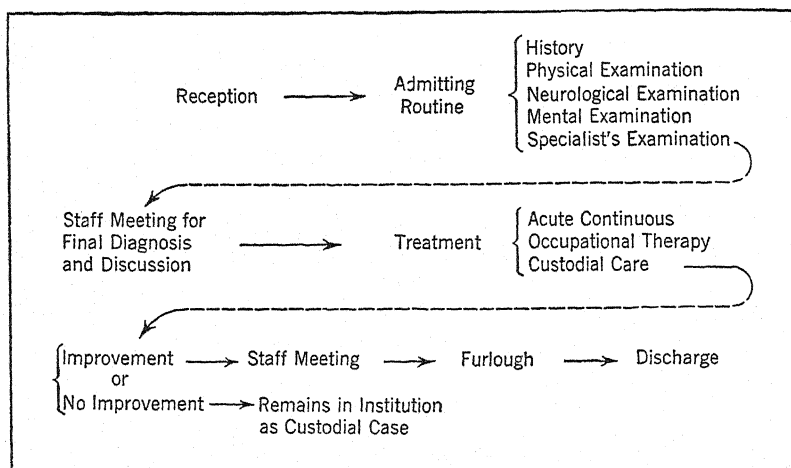 Reception
Admitting
Routine
History
Physical Examination
Neurological Examination
Mental Examination
Specialist's Examination
Staff Meeting for
Final Diagnosis
and Discussion
Treatment
Acute Continuous
Occupational Therapy
Custodial Care
Improvement
or
No Improvement
Staff Meeting
Furlough
Discharge
Remains in Institution
as Custodial Case